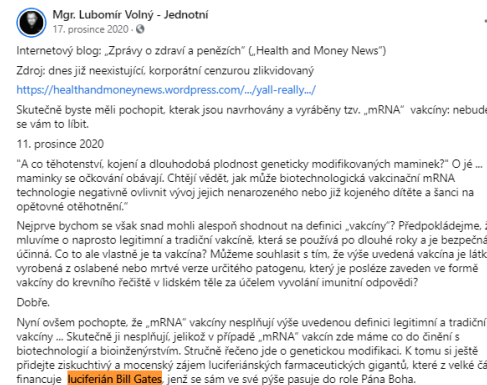 Mgr. Lubomír Volný - Jednotní
17. prosince 2020 ·
Internetový blog: „Zprávy o zdraví a penězích“ („Health and Money News”)
Zdroj: dnes již neexistující, korporátní cenzurou zlikvidovaný
https://healthandmoneynews.wordpress.com/.../yall-really.../
Skutečně byste měli pochopit, kterak jsou navrhovány a vyráběny tzv. „mRNA“ vakcíny: nebude
se vám to líbit.
11. prosince 2020
“A co těhotenství, kojení a dlouhodobá plodnost geneticky modifikovaných maminek?“ O jé ...
maminky se očkování obávají. Chtějí vědět, jak může biotechnologická vakcinační mRNA
technologie negativně ovlivnit vývoj jejich nenarozeného nebo již kojeného dítěte a šanci na
opětovné otěhotnění.”
Nejprve bychom se však snad mohli alespoň shodnout na definici „vakcíny“? Předpokládejme, ž
mluvíme o naprosto legitimní a tradiční vakcíně, která se používá po dlouhé roky a je bezpečná
účinná. Co to ale vlastně je ta vakcína? Můžeme souhlasit s tím, že výše uvedená vakcína je látk
vyrobená z oslabené nebo mrtvé verze určitého patogenu, který je posléze zaveden ve formě
vakcíny do krevního řečiště v lidském těle za účelem vyvolání imunitní odpovědi?
Dobře.
Nyní ovšem pochopte, že „mRNA“ vakcíny nesplňují výše uvedenou definici legitimní a tradiční
vakcíny ... Skutečně ji nesplňují, jelikož v případě „mRNA“ vakcín zde máme co do činění s
biotechnologií a bioinženýrstvím. Stručně řečeno jde o genetickou modifikaci. K tomu si ještě
přidejte ziskuchtivý a mocenský zájem luciferiánských farmaceutických gigantů, které z velké čá
financuje luciferián Bill Gates, jenž se sám ve své pýše pasuje do role Pána Boha.